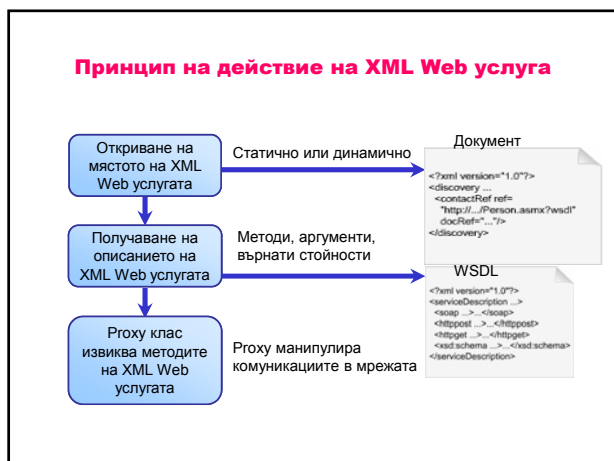 Принцип на действие на XML Web услуга
Откриване на
мястото на XML
Web услугата
Статично или динамично
Документ
<?xml version="1.0"?>
<discovery ...
<contactRef ref=
"http://.../Person.asmx?wsdl"
docRef="..."/>
</discovery>
Получаване на
описанието на
XML Web услугата
Методи, аргументи,
върнати стойности
WSDL
<?xml version="1.0"?>
<serviceDescription ...>
<soap ...>...</soap>
<httppost ...>...</httppost>
<httpget ...>...</httpget>
<xsd:schema ...>...</xsd:schema>
</serviceDescription>
Proxy клас
извиква методите
на XML Web
услугата
Proxy манипулира
комуникациите в мрежата